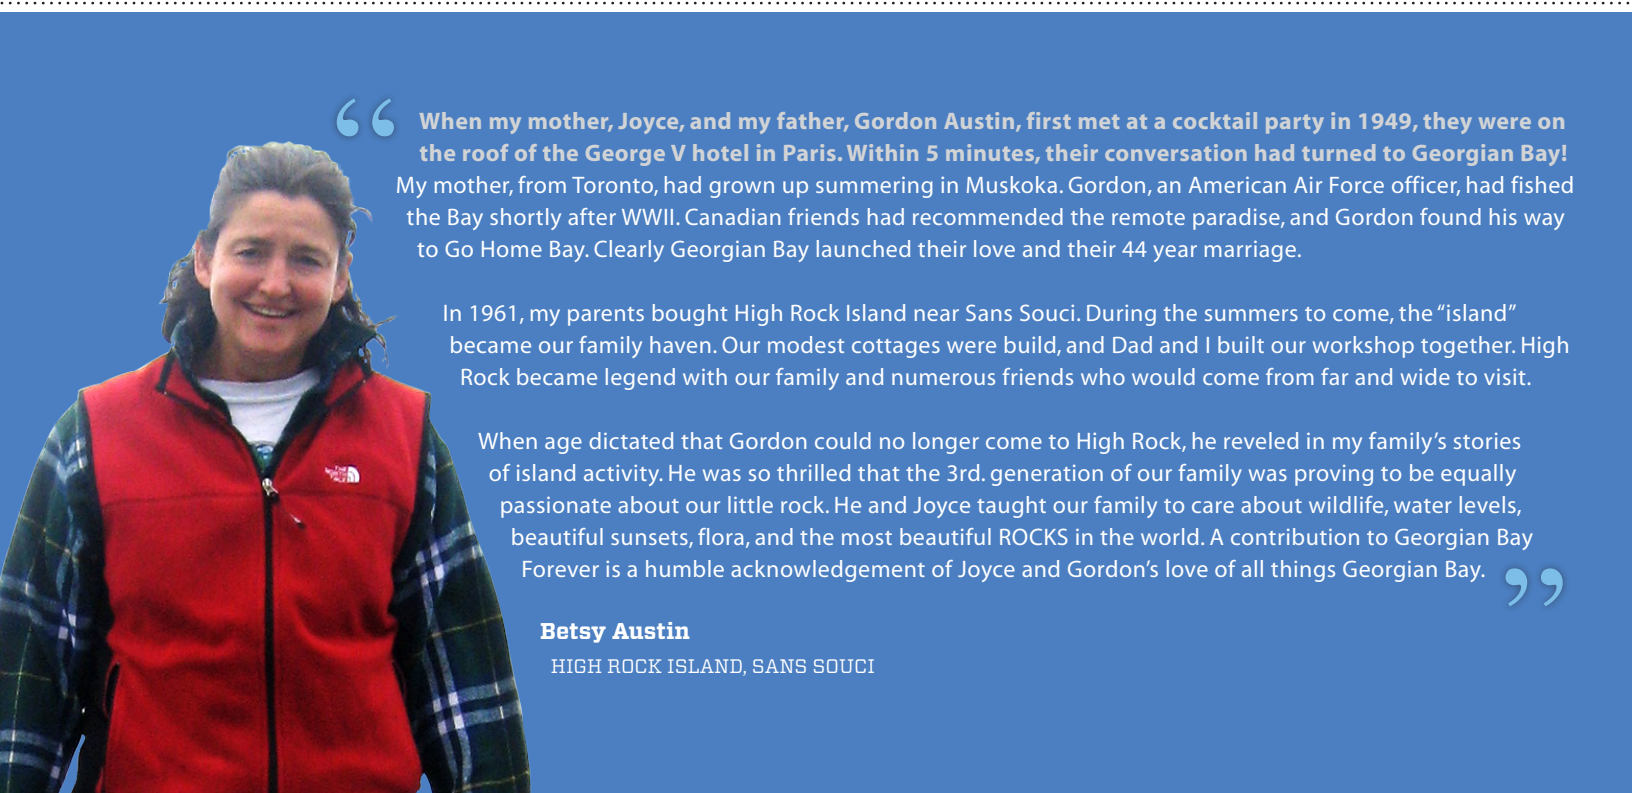 “ When my mother, Joyce, and my father, Gordon Austin, first met at a cocktail party in 1949, they were on
the roof of the George V hotel in Paris. Within 5 minutes, their conversation had turned to Georgian Bay!
My mother, from Toronto, had grown up summering in Muskoka. Gordon, an American Air Force officer, had fished
the Bay shortly after WWII. Canadian friends had recommended the remote paradise, and Gordon found his way
to Go Home Bay. Clearly Georgian Bay launched their love and their 44 year marriage.
In 1961, my parents bought High Rock Island near Sans Souci. During the summers to come, the “island”
became our family haven. Our modest cottages were build, and Dad and I built our workshop together. High
Rock became legend with our family and numerous friends who would come from far and wide to visit.
When age dictated that Gordon could no longer come to High Rock, he reveled in my family’s stories
of island activity. He was so thrilled that the 3rd. generation of our family was proving to be equally
passionate about our little rock. He and Joyce taught our family to care about wildlife, water levels,
beautiful sunsets, flora, and the most beautiful ROCKS in the world. A contribution to Georgian Bay
Forever is a humble acknowledgement of Joyce and Gordon’s love of all things Georgian Bay. ”
Betsy Austin
HIGH ROCK ISLAND, SANS SOUCI
THE
NORTH
FACE